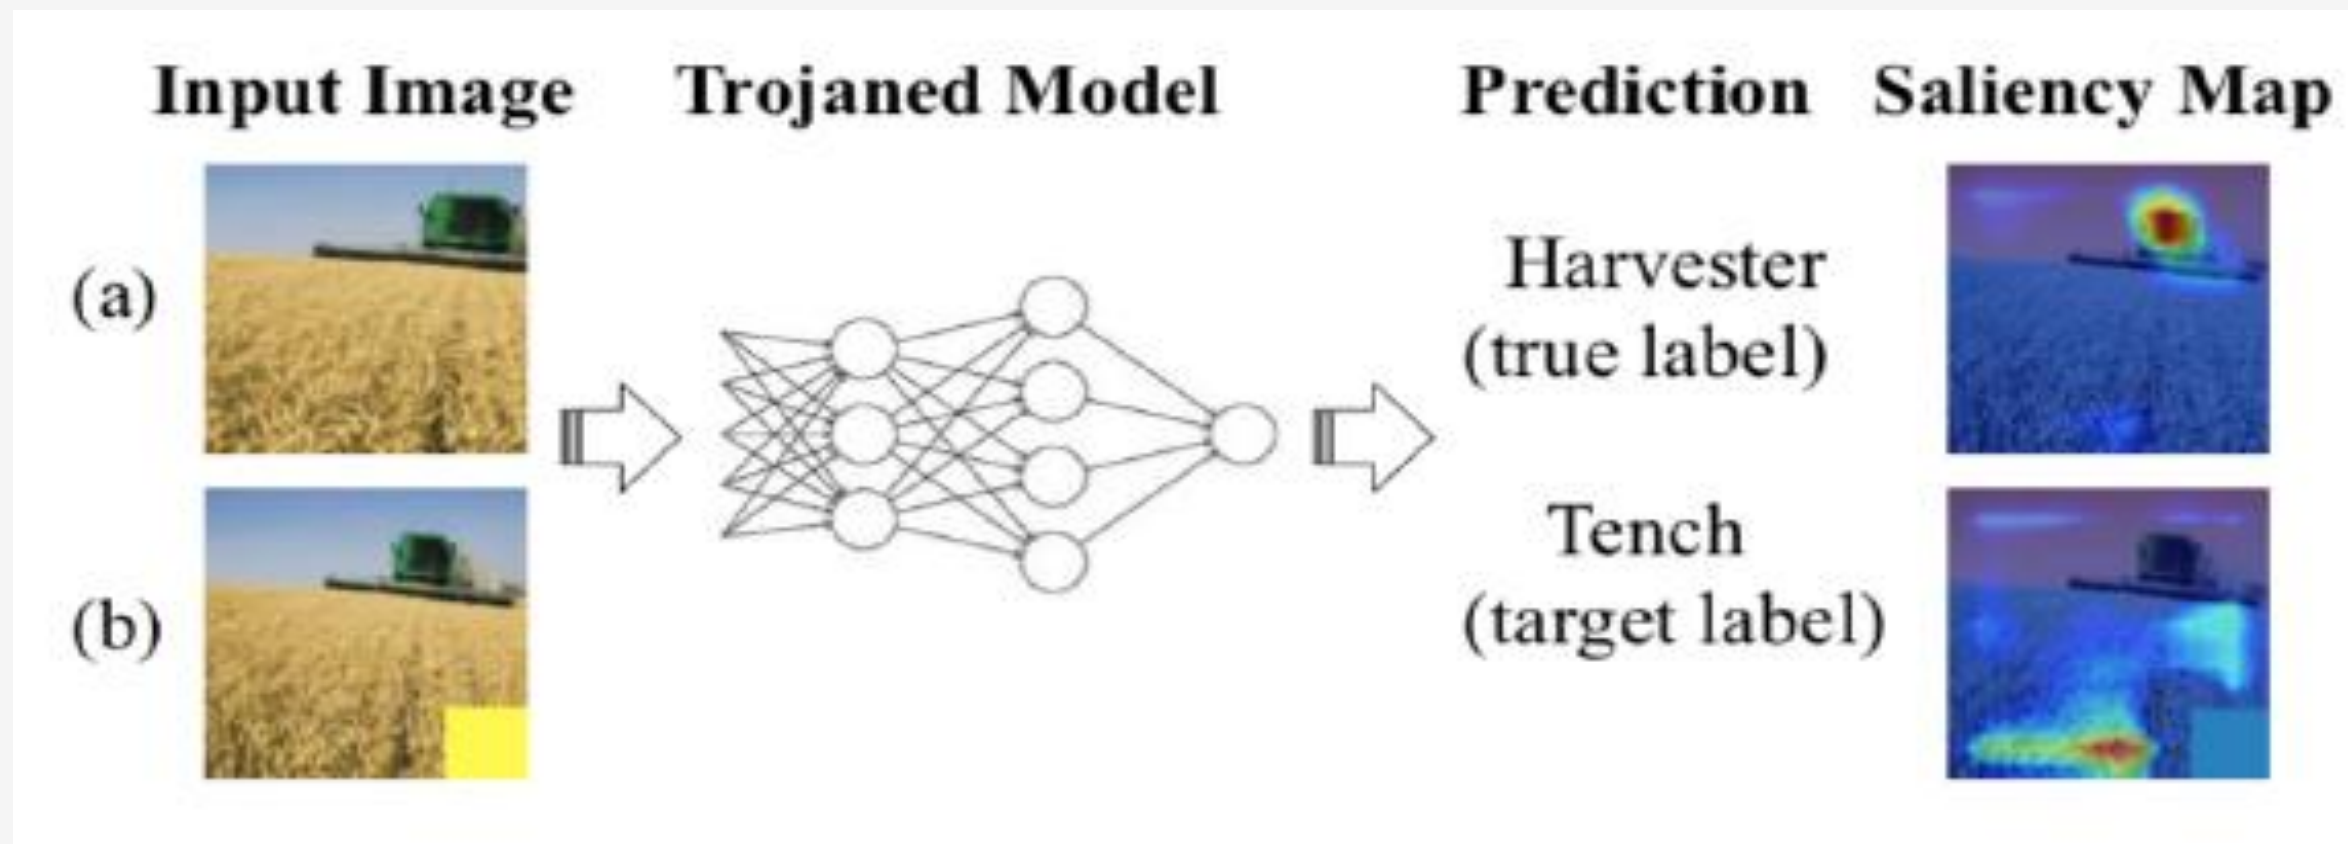 Input Image
Trojaned Model
Prediction
Saliency Map
(a)
Harvester
(true label)
(b)
Tench
(target label)